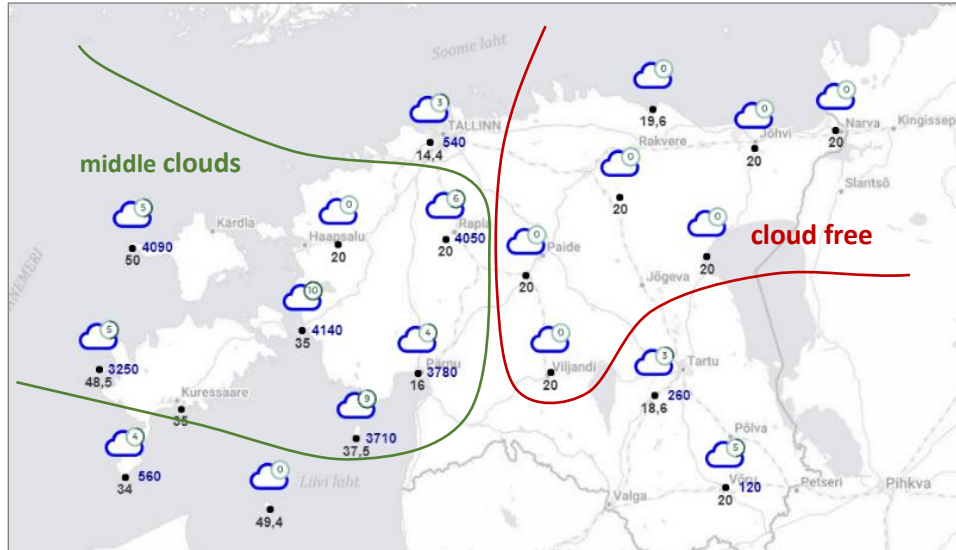 Soame laht
0
0
0
3
TALLINN
540
14,4
19,6
Rakvere
Jõhvi
20
Narva
20
Kingissep
middle clouds
0
20
Slantsõ
5
Kardla
4090
50
0
Haapsalu
20
6
Rapla
4050
0
Paide
20
0
20
cloud free
Jõgeva
ANEMERI
10
4140
35
5
3250
48,5
Kuressaare
35
4
Pärnu
3780
16
0
Viljandi
20
3
Tartu
260
18,6
9
3710
37,5
4
560
34
0
Liivi laht
49,4
Põlva
5
Võru
120
20
Valga
Petseri
Pihkva